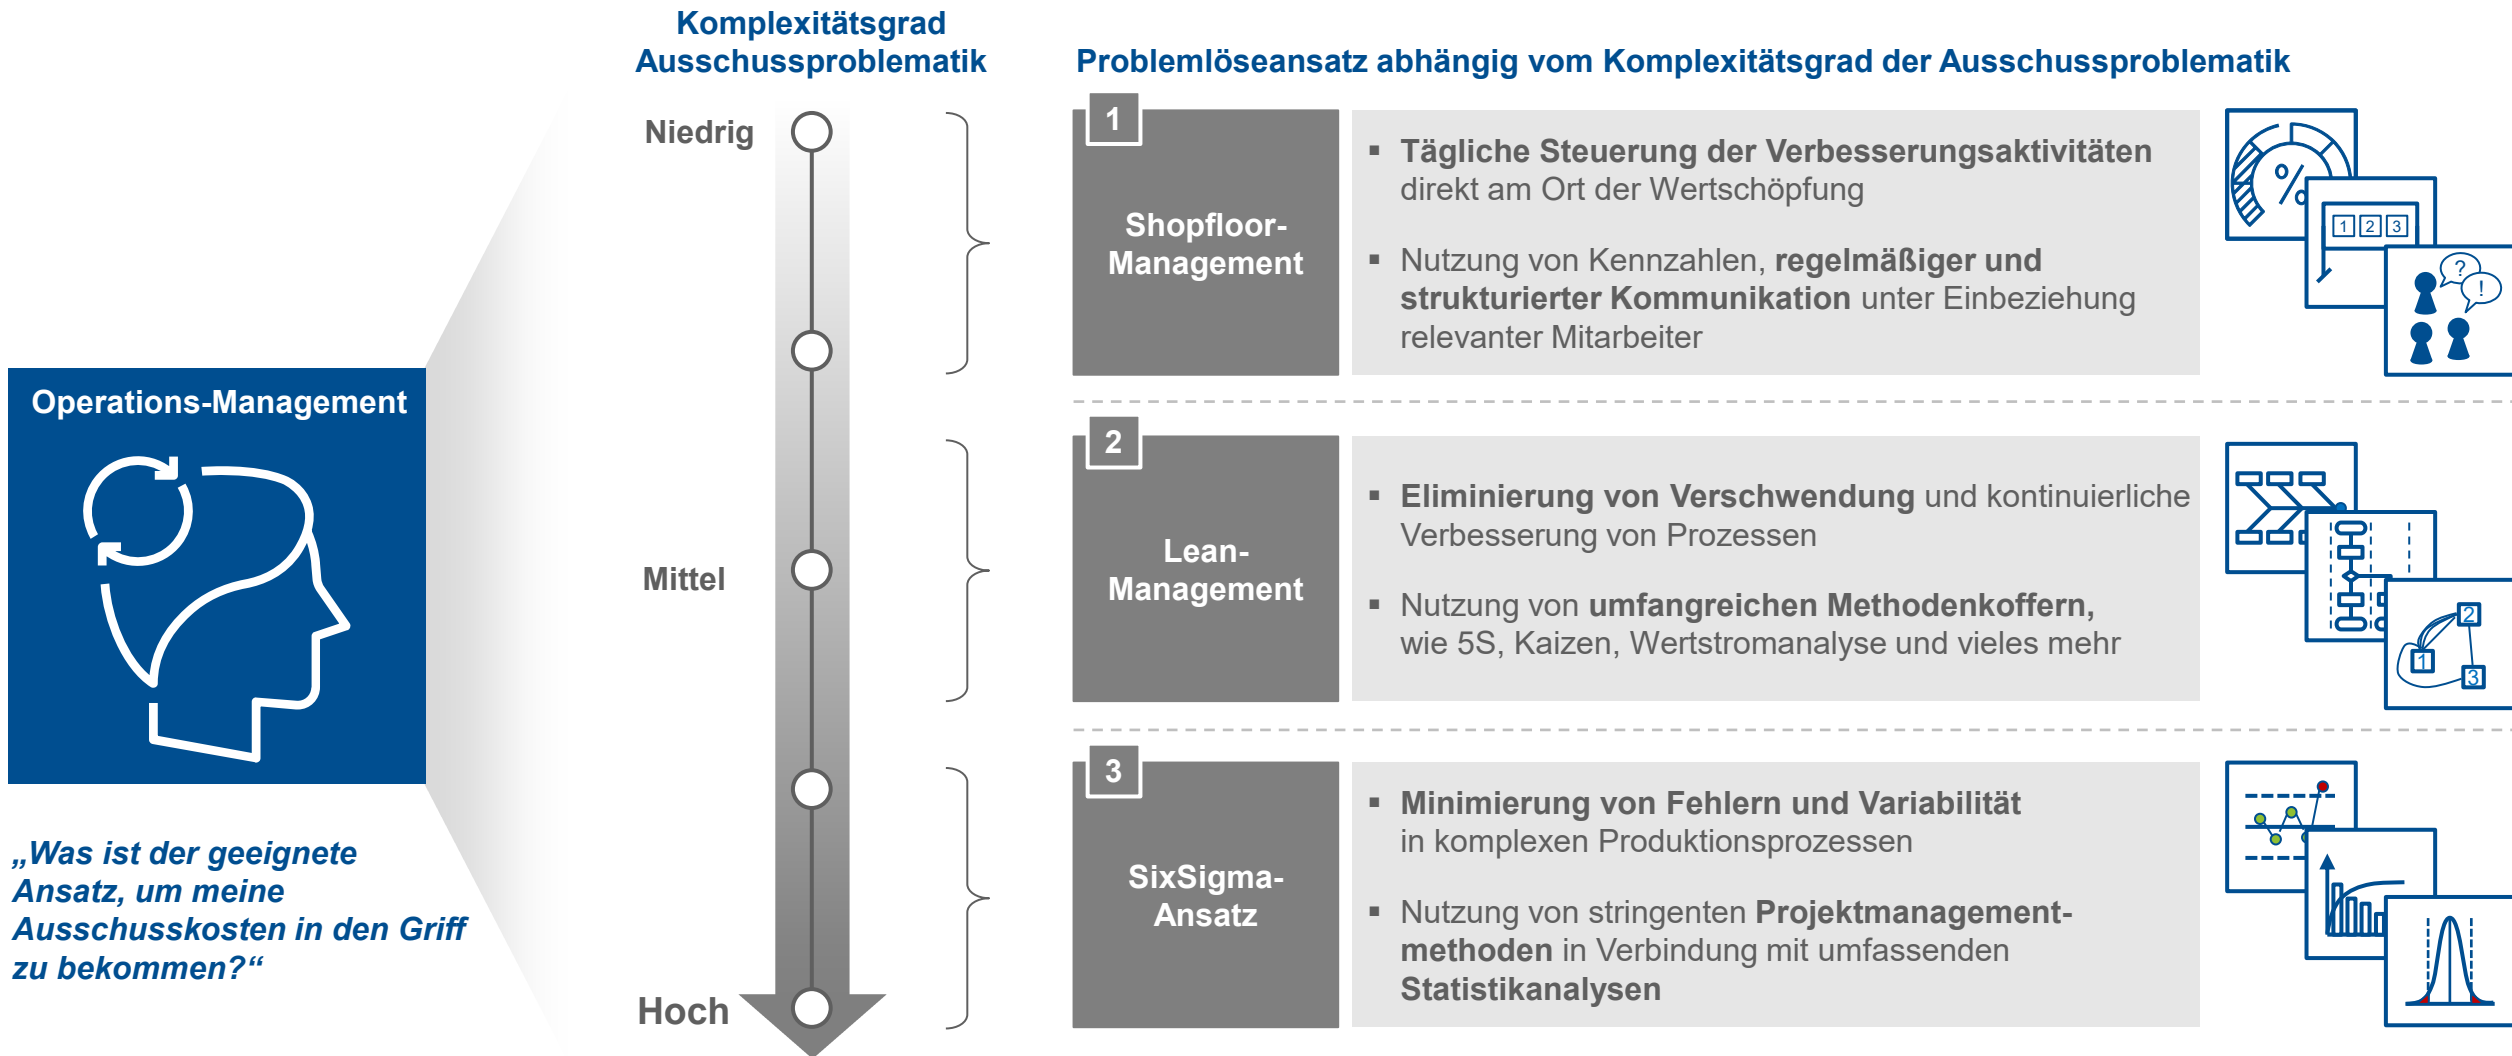 Komplexitätsgrad
Ausschussproblematik
Problemlöseansatz abhängig vom Komplexitätsgrad der Ausschussproblematik
Operations-Management
„Was ist der geeignete
Ansatz, um meine
Ausschusskosten in den Griff
zu bekommen?“
Niedrig
Mittel
Hoch
1
Shopfloor-
Management
▪ Tägliche Steuerung der Verbesserungsaktivitäten
direkt am Ort der Wertschöpfung
▪ Nutzung von Kennzahlen, regelmäßiger und
strukturierter Kommunikation unter Einbeziehung
relevanter Mitarbeiter
%
1 2 3
?
!
2
Lean-
Management
▪ Eliminierung von Verschwendung und kontinuierliche
Verbesserung von Prozessen
▪ Nutzung von umfangreichen Methodenkoffern,
wie 5S, Kaizen, Wertstromanalyse und vieles mehr
2
1
3
3
SixSigma-
Ansatz
▪ Minimierung von Fehlern und Variabilität
in komplexen Produktionsprozessen
▪ Nutzung von stringenten Projektmanagement-
methoden in Verbindung mit umfassenden
Statistikanalysen